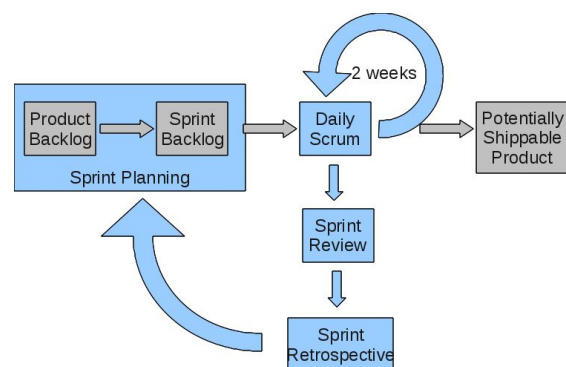 2 weeks
Product
Backlog
Sprint
Backlog
Sprint Planning
Daily
Scrum
Potentially
Shippable
Product
Sprint
Review
Sprint
Retrospective